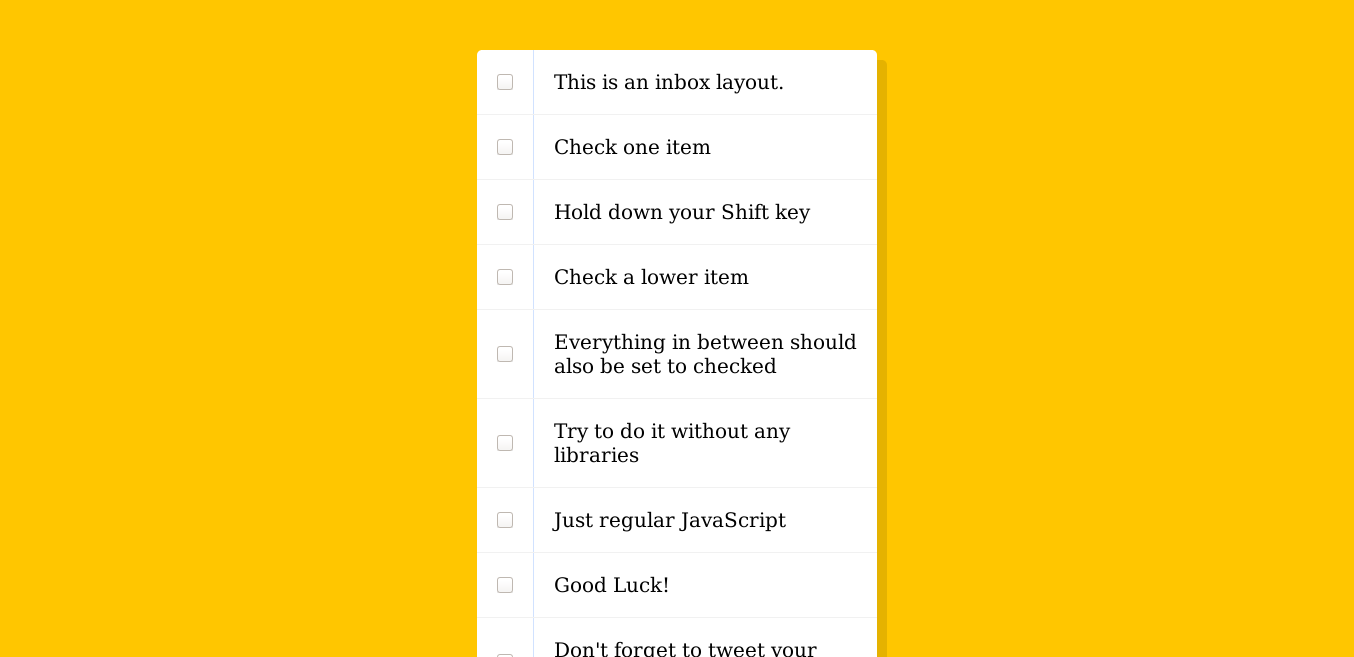 This is an inbox layout.
Check one item
Hold down your Shift key
Check a lower item
Everything in between should
also be set to checked
Try to do it without any
libraries
Just regular JavaScript
Good Luck!
Don't forget to tweet your